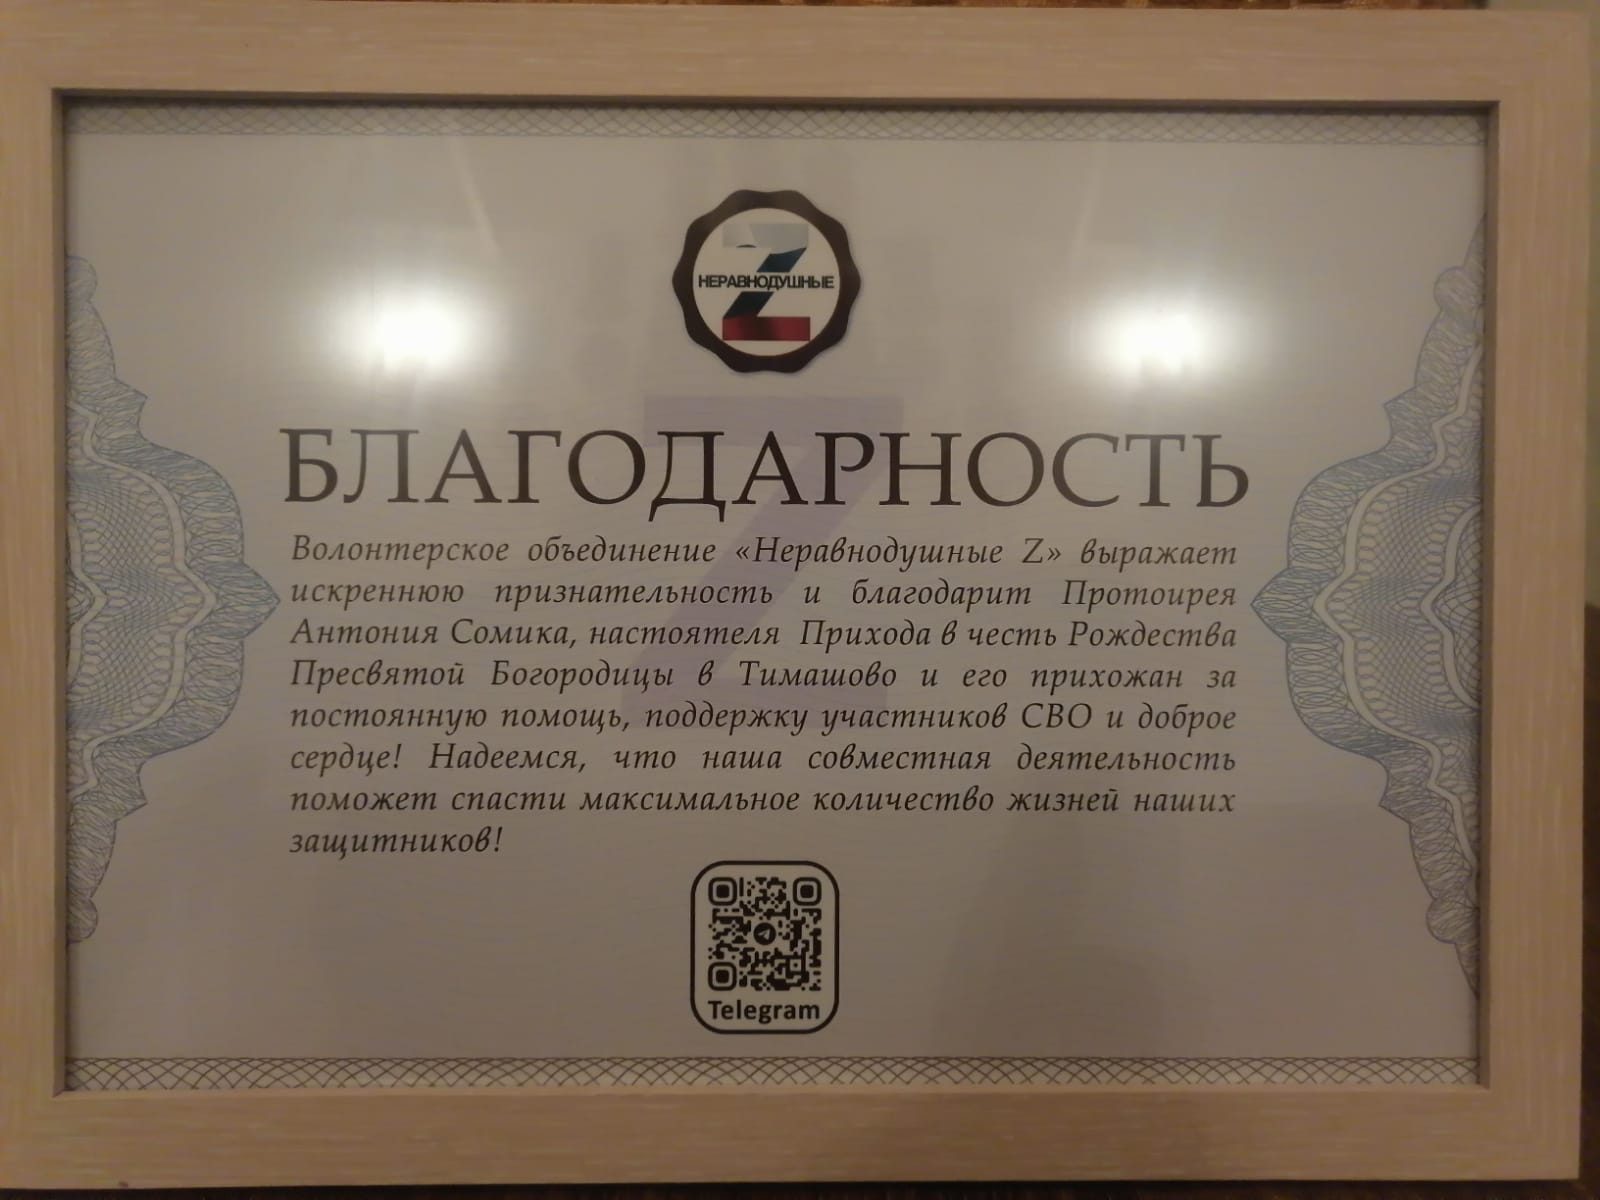 НЕРАВНОДУШНЫЕ
БЛАГОДАРНОСТЬ
Волонтерское объединение «Неравнодушные Z» выражает
искреннюю признательность и благодарит Протоирея
Антония Сомика, настоятеля Прихода в честь Рождества
Пресвятой Богородицы в Тимашово и его прихожан за
постоянную помощь, поддержку участников СВО и доброе
сердце! Надеемся, что наша совместная деятельность
поможет спасти максимальное количество жизней наших
защитников!
Telegram